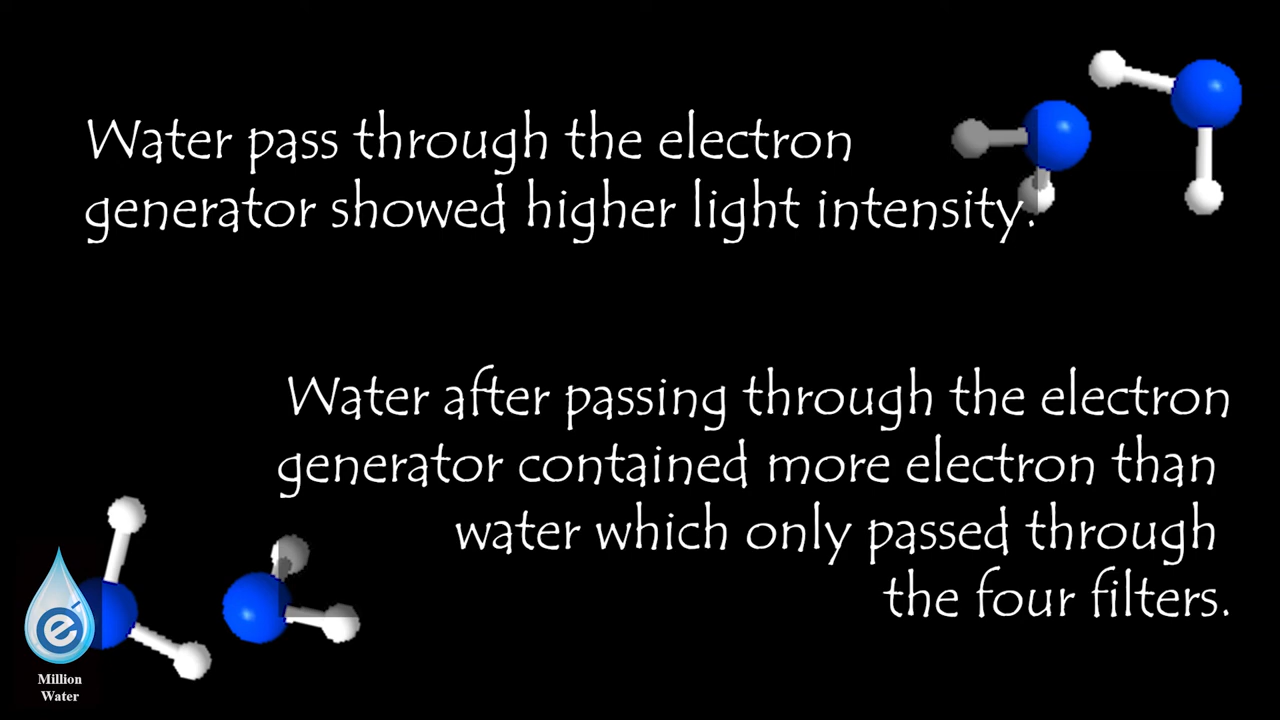 Water pass through the electron
generator showed higher light intensity.
Water after passing through the electron
generator contained more electron than
water which only passed through
the four filters.
é
Million
Water